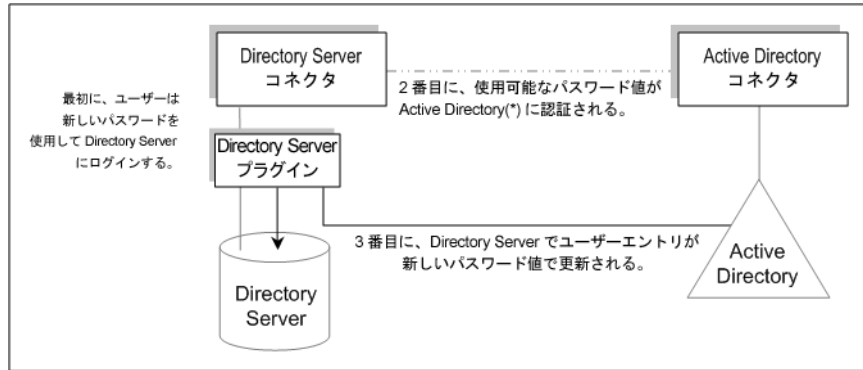 Directory Server
コネクタ
Active Directory
コネクタ
最初に、ユーザーは
新しいパスワードを
使用して Directory Server
にログインする。
2 番目に、使用可能なパスワード値が
Active Directory(*) に認証される。
Directory Server
プラグイン
3 番目に、Directory Server でユーザーエントリが
新しいパスワード値で更新される。
Active
Directory
Directory
Server